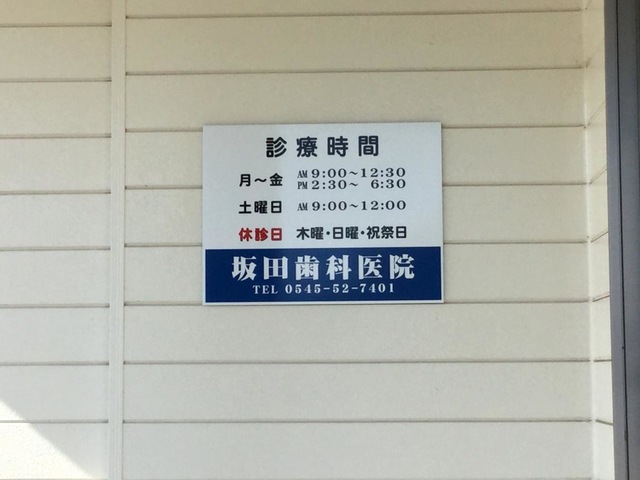 診療時間
月～金 AM 9:00～12:30
PM 2:30～ 6:30
土曜日 AM 9:00～12:00
休診日 木曜・日曜・祝祭日
坂田歯科医院
TEL 0545-52-7401